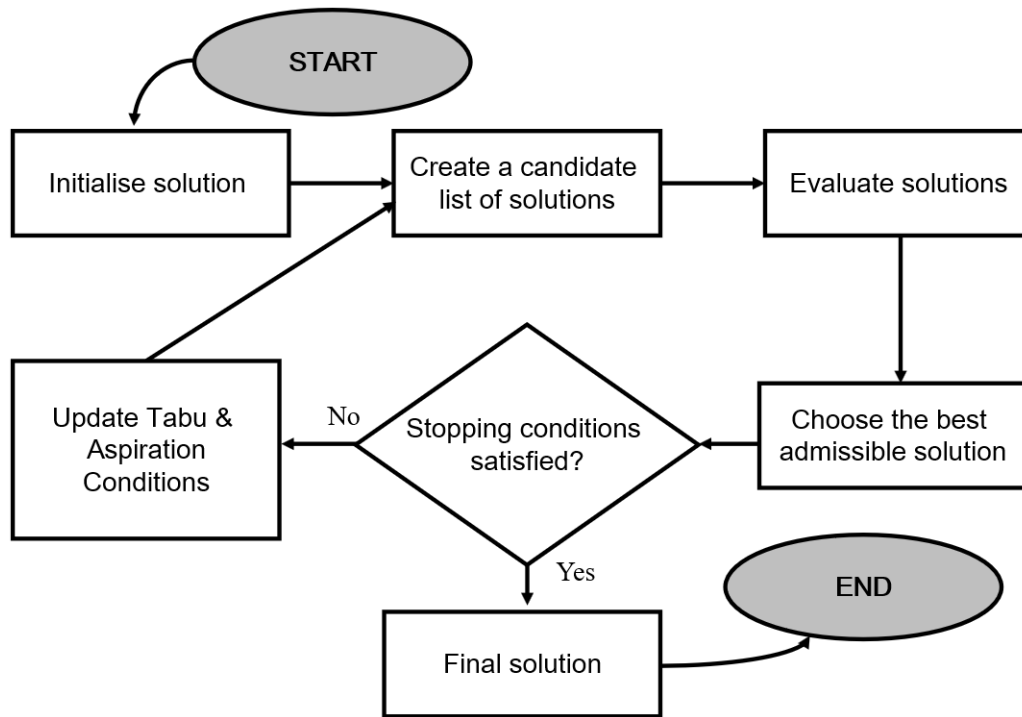 START
Initialise solution
Create a candidate
list of solutions
Evaluate solutions
Choose the best
admissible solution
Stopping conditions
satisfied?
No
Update Tabu &
Aspiration
Conditions
Yes
Final solution
END